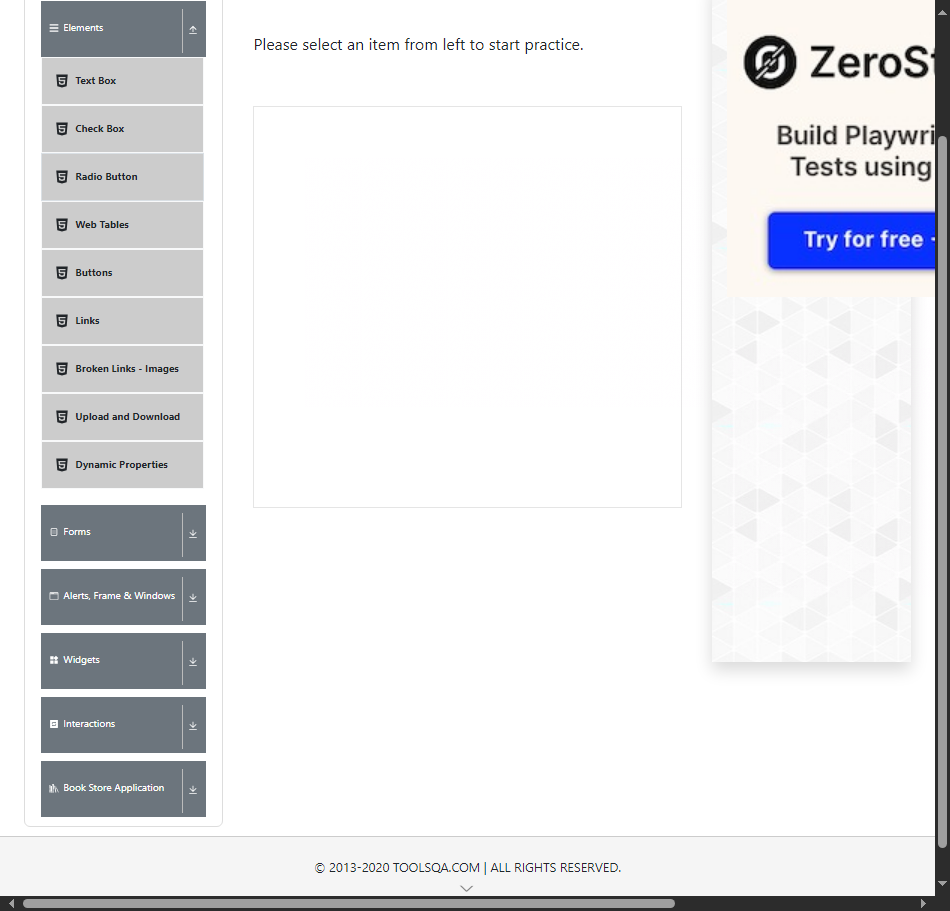 Elements
Text Box
Check Box
Radio Button
Web Tables
Buttons
Links
Broken Links - Images
Upload and Download
Dynamic Properties
Forms
Alerts, Frame & Windows
Widgets
Interactions
Book Store Application
Please select an item from left to start practice.
Build
Tests using
Try for free
© 2013-2020 TOOLSQA.COM | ALL RIGHTS RESERVED.